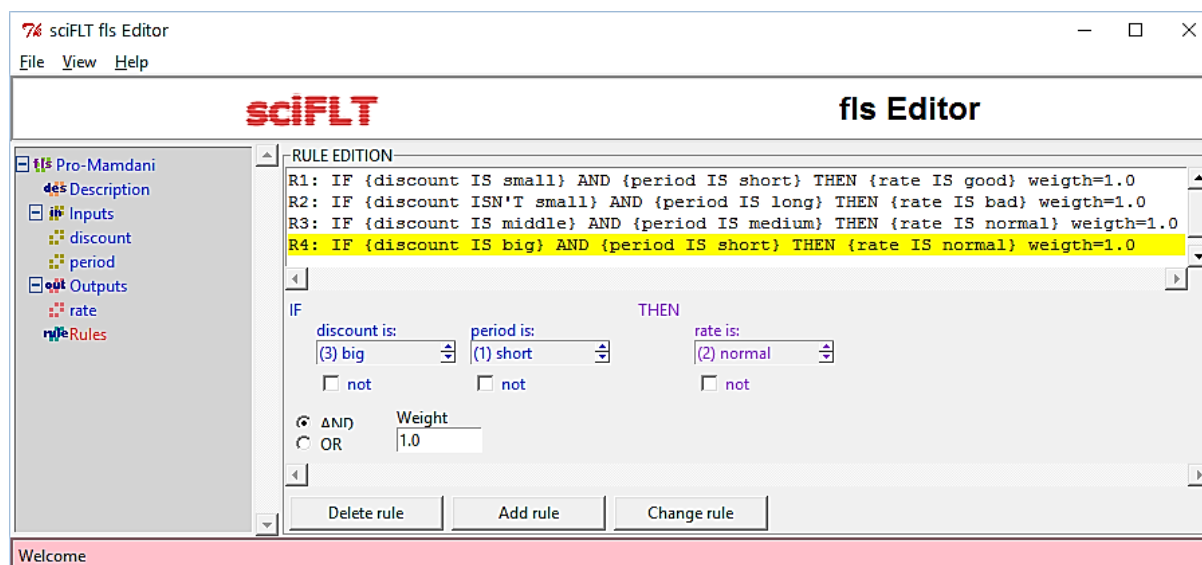 sciFLT fls Editor
File View Help
sciFLT fls Editor
fls Pro-Mamdani
des Description
in Inputs
discount
period
out Outputs
rate
rule Rules
RULE EDITION
R1: IF {discount IS small} AND {period IS short} THEN {rate IS good} weigth=1.0
R2: IF {discount ISN'T small} AND {period IS long} THEN {rate IS bad} weigth=1.0
R3: IF {discount IS middle} AND {period IS medium} THEN {rate IS normal} weigth=1.0
R4: IF {discount IS big} AND {period IS short} THEN {rate IS normal} weigth=1.0
IF THEN
discount is: period is: rate is:
(3) big (1) short (2) normal
not not not
AND Weight
OR 1.0
Delete rule Add rule Change rule
Welcome